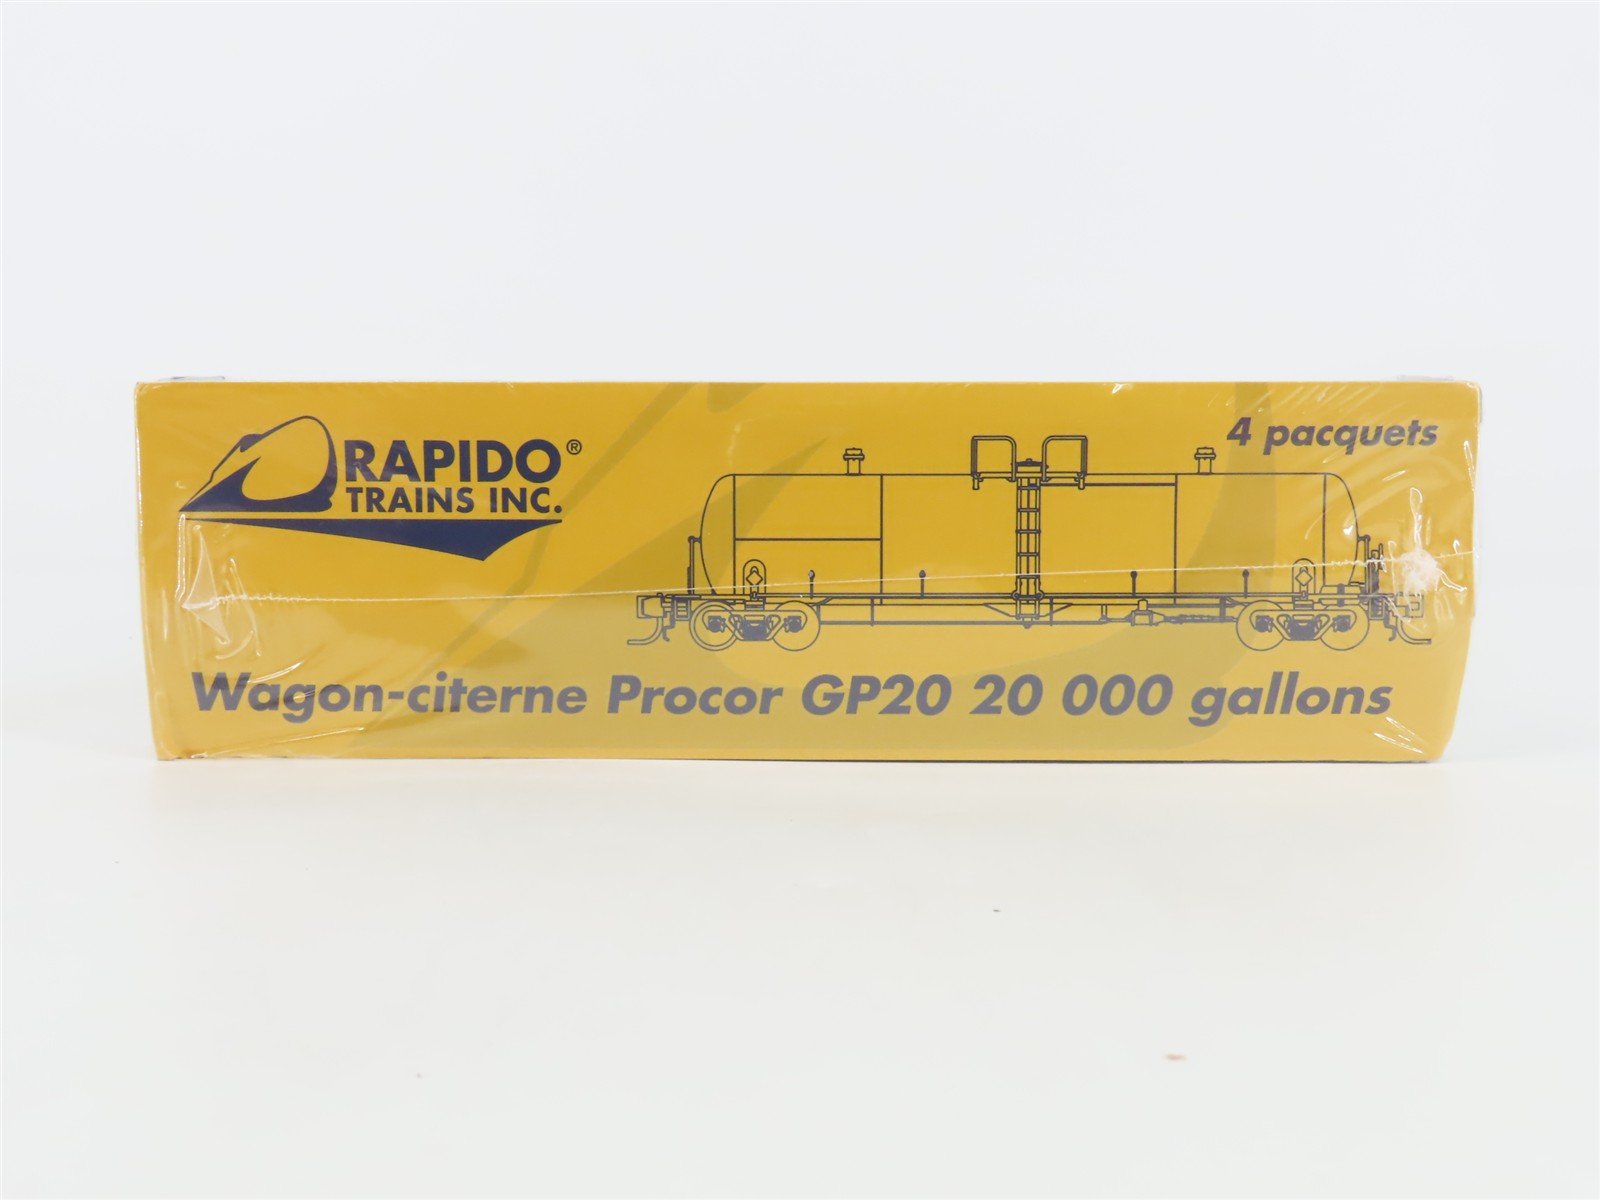 RAPIDO®
TRAINS INC.
4 pacquets
Wagon-citerne Procor GP20 20 000 gallons